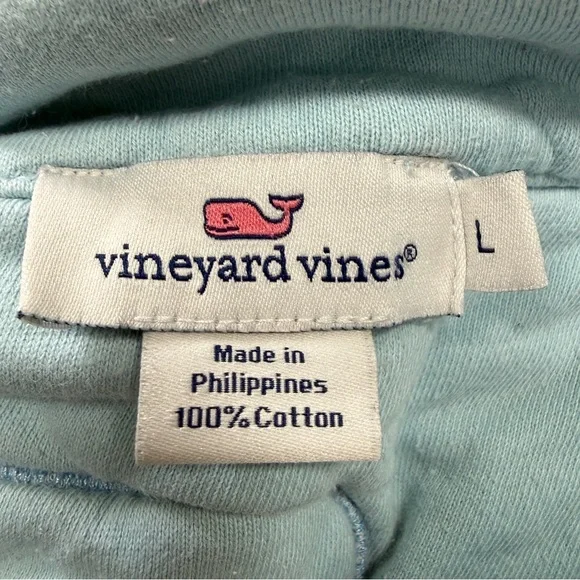 vineyard vines®
L
Made in
Philippines
100% Cotton